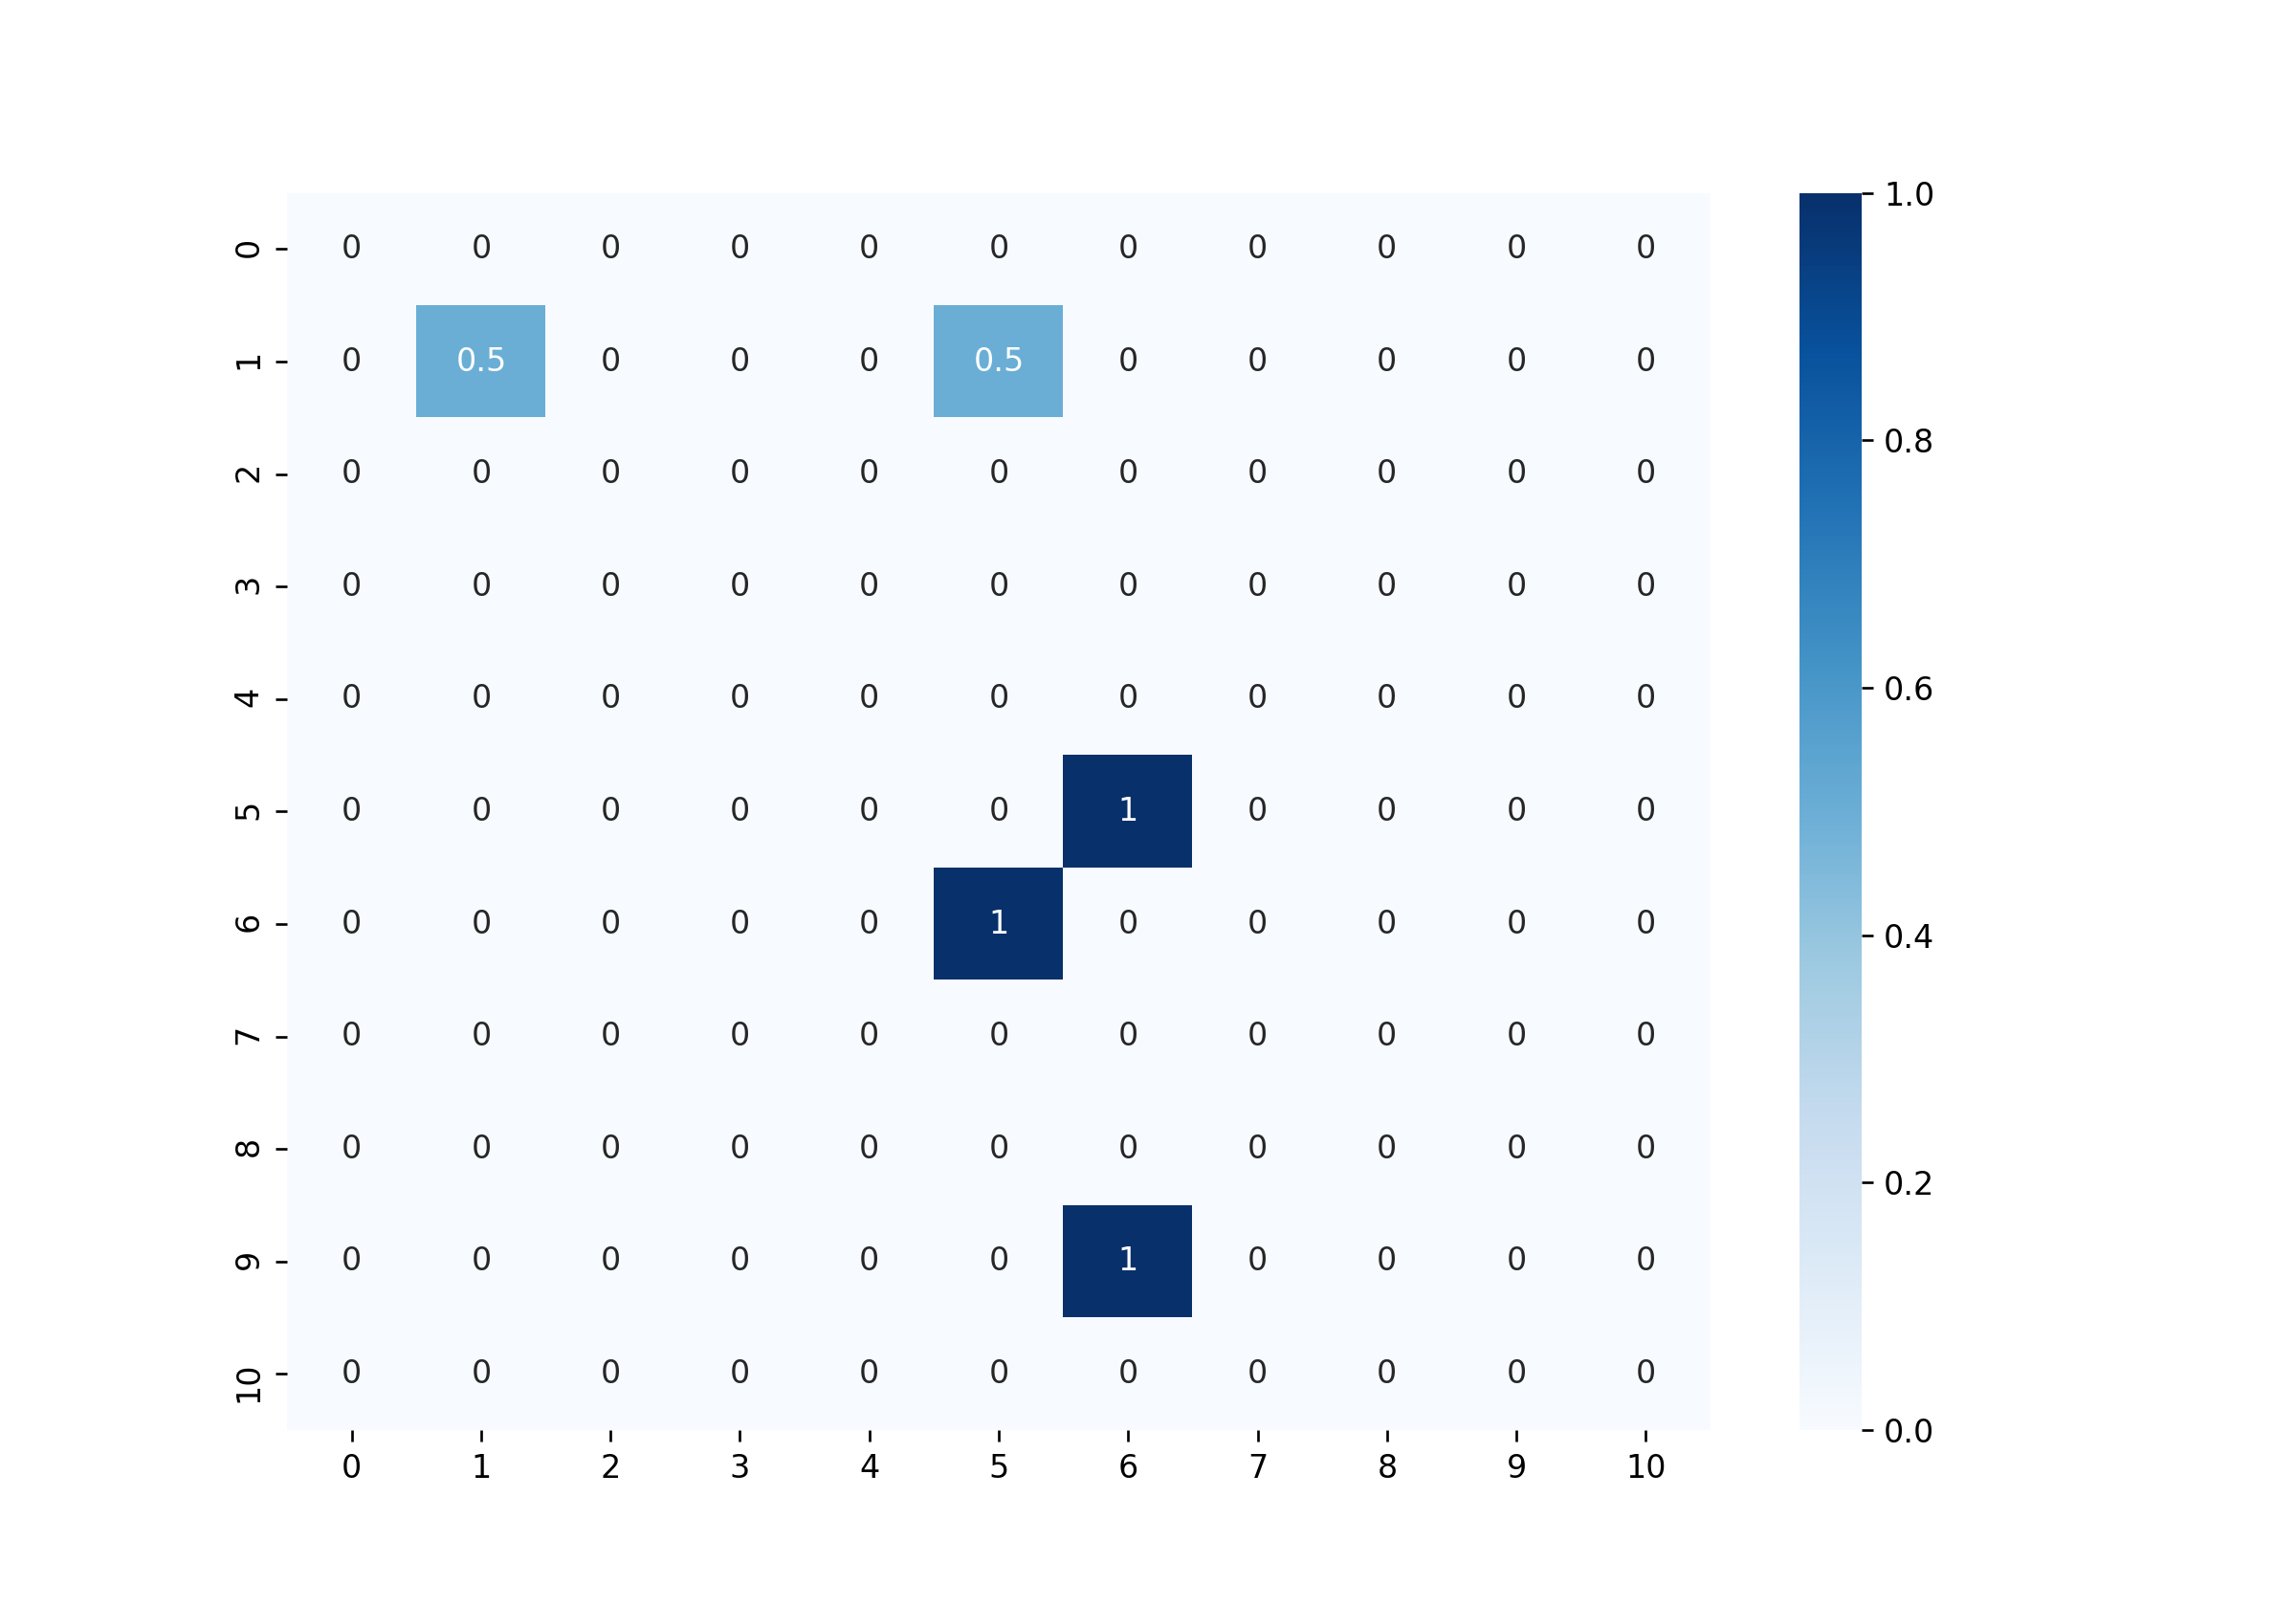 1.0
0 0 0 0 0 0 0 0 0 0 0 0
1 0 0.5 0 0 0 0.5 0 0 0 0 0
0.8
2 0 0 0 0 0 0 0 0 0 0 0
3 0 0 0 0 0 0 0 0 0 0 0
4 0 0 0 0 0 0 0 0 0 0 0
0.6
5 0 0 0 0 0 0 1 0 0 0 0
6 0 0 0 0 0 1 0 0 0 0 0
0.4
7 0 0 0 0 0 0 0 0 0 0 0
8 0 0 0 0 0 0 0 0 0 0 0
0.2
9 0 0 0 0 0 0 1 0 0 0 0
10 0 0 0 0 0 0 0 0 0 0 0
0.0
0 1 2 3 4 5 6 7 8 9 10